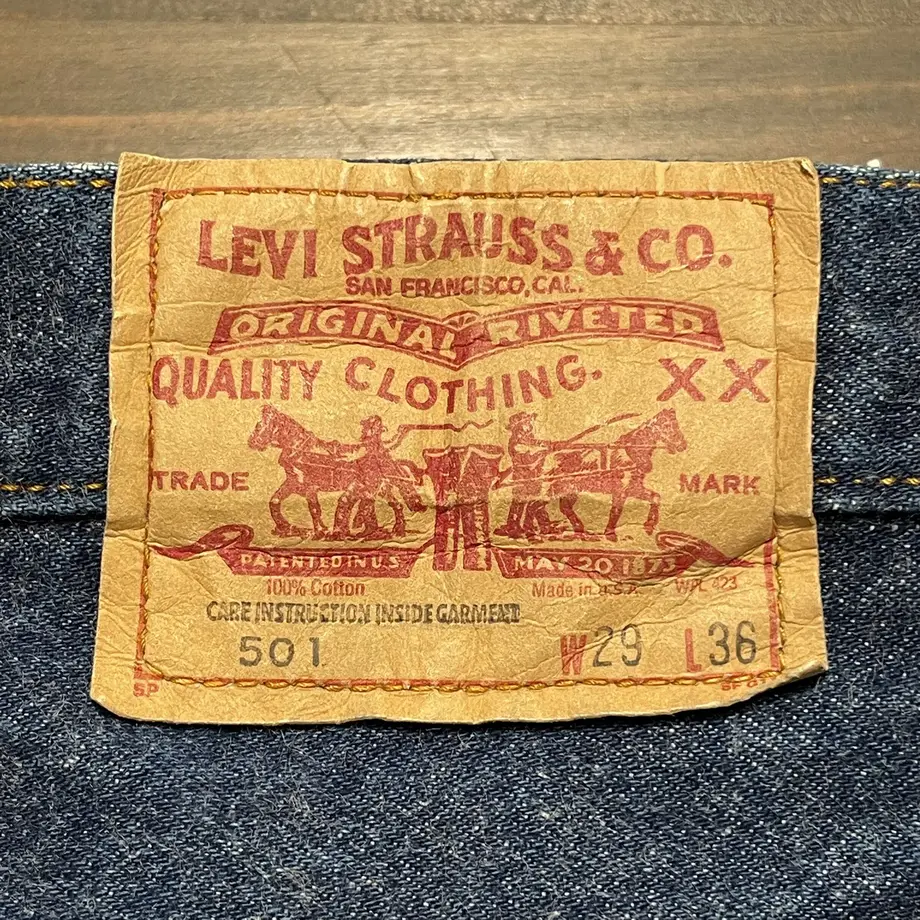 LEVI STRAUSS & CO.
SAN FRANCISCO, CAL.
ORIGINAL RIVETED
QUALITY CLOTHING. XX
TRADE MARK
PATENTED IN U.S. MAY 20 1873
100% Cotton Made in U.S.A. WPL 423
CARE INSTRUCTION INSIDE GARMENT
501 W29 L36
SP